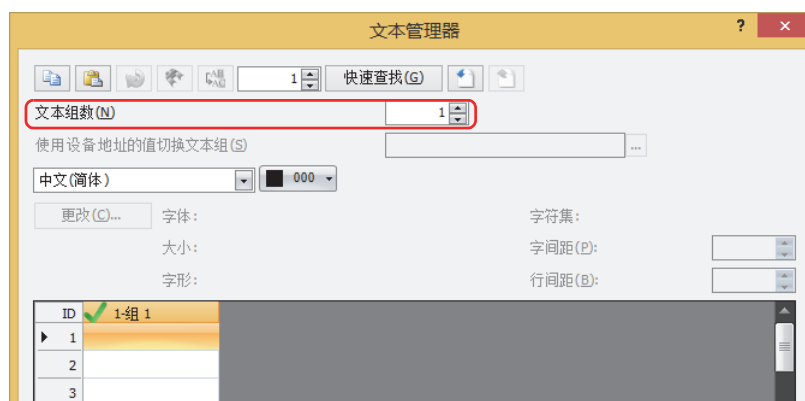 文本管理器 ? ×
1 快速查找(G)
文本组数(N) 1
使用设备地址的值切换文本组(S) ...
中文(简体) 000
更改(C)... 字体: 字符集:
大小: 字间距(P):
字形: 行间距(B):
ID 1-组 1
1
2
3